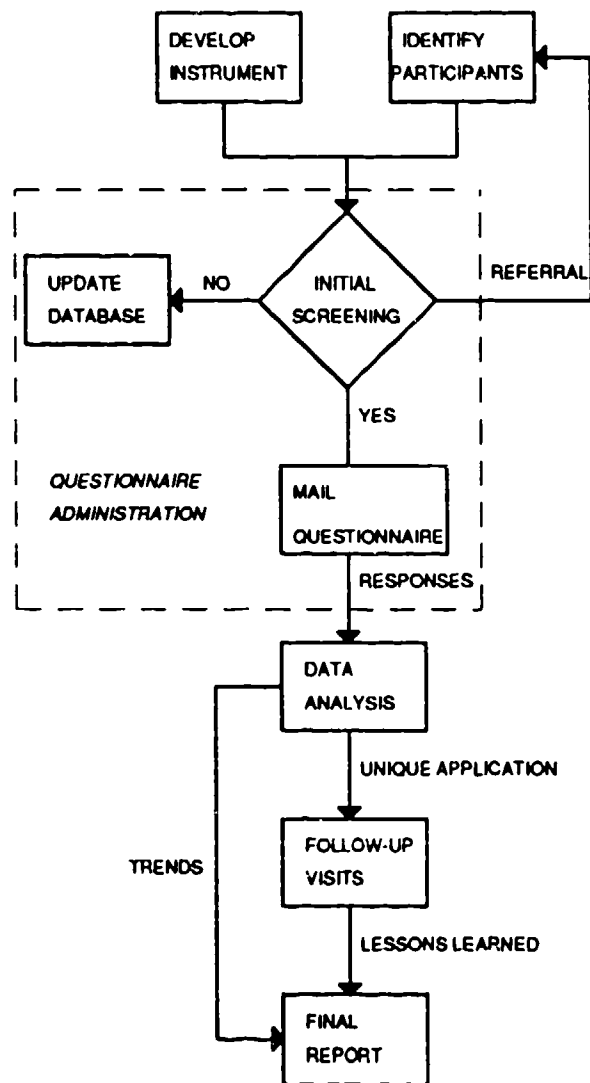 DEVELOP
INSTRUMENT
IDENTIFY
PARTICIPANTS
UPDATE
DATABASE
NO
INITIAL
SCREENING
REFERRAL
YES
QUESTIONNAIRE
ADMINISTRATION
MAIL
QUESTIONNAIRE
RESPONSES
DATA
ANALYSIS
UNIQUE APPLICATION
TRENDS
FOLLOW-UP
VISITS
LESSONS LEARNED
FINAL
REPORT